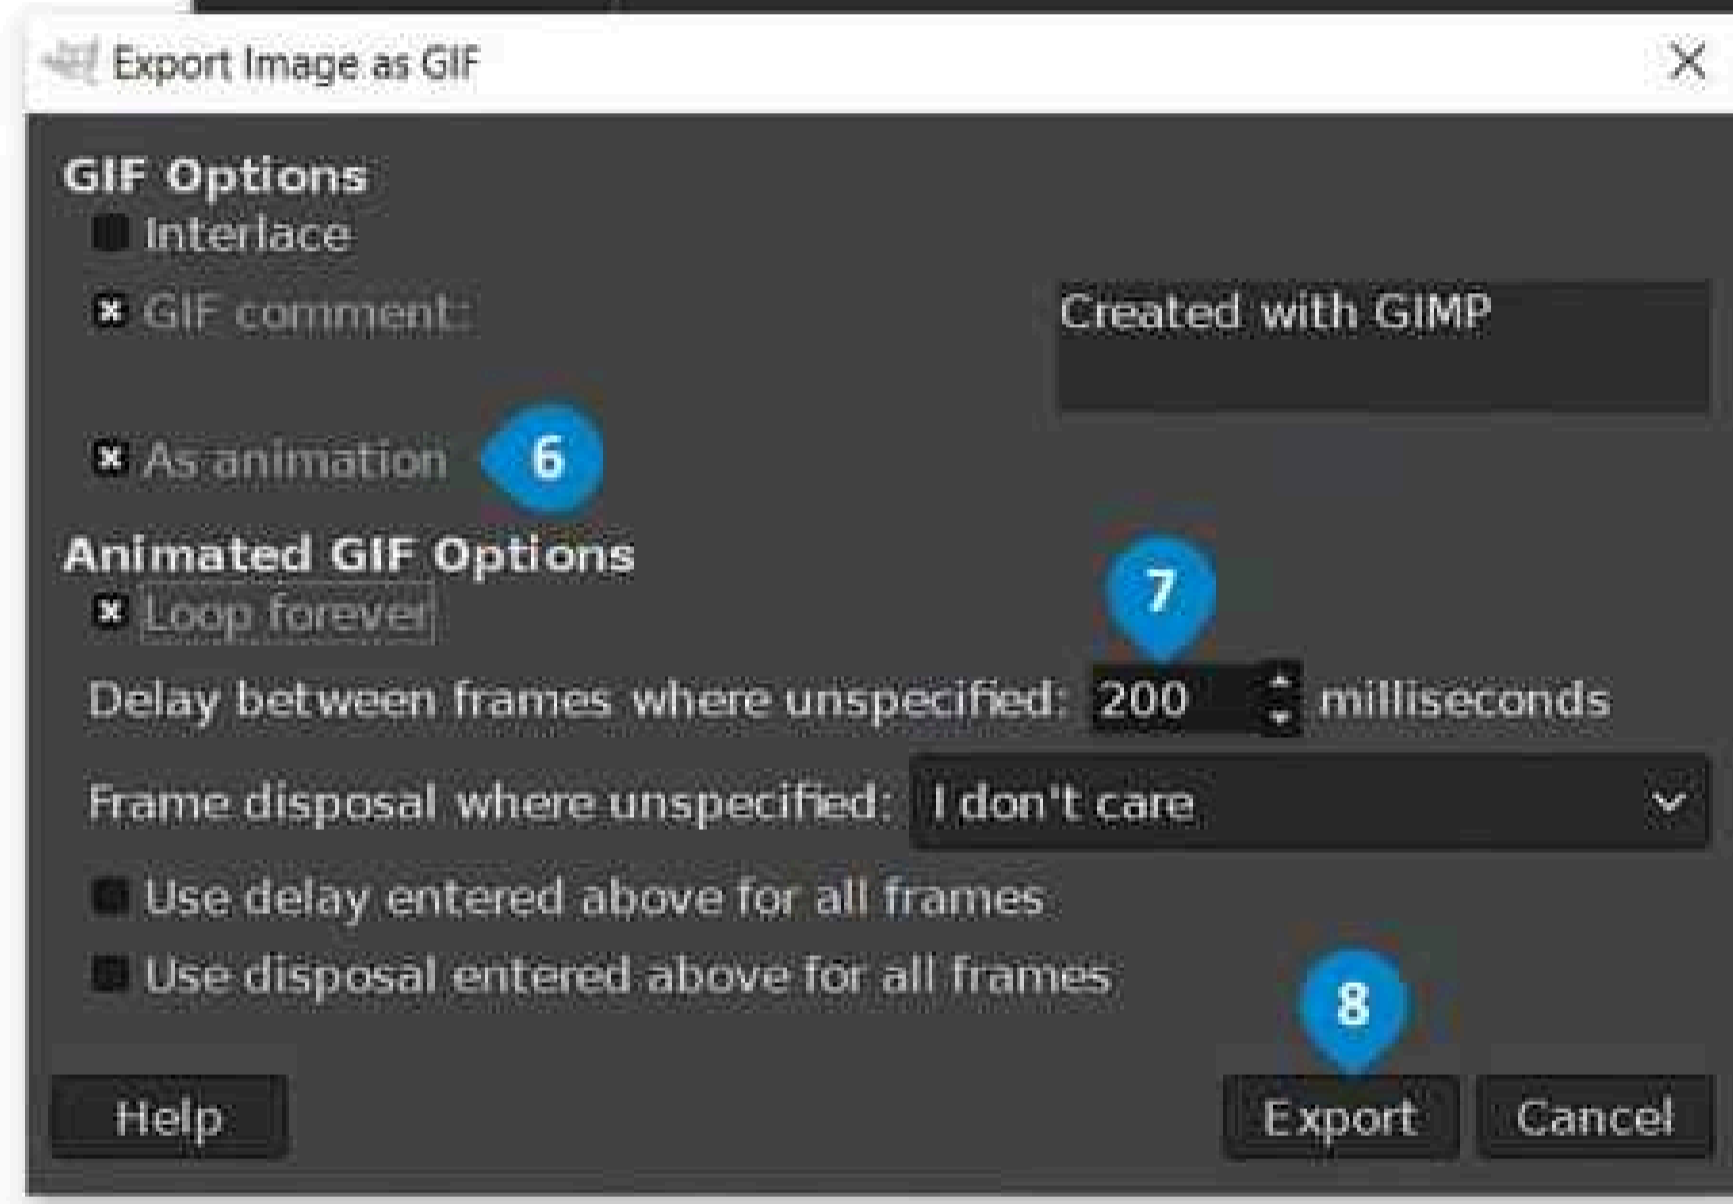 Export Image as GIF
GIF Options
Interlace
GIF comment:
Created with GIMP
As animation
6
Animated GIF Options
7
Loop forever
Delay between frames where unspecified: 200 milliseconds
Frame disposal where unspecified: I don't care
Use delay entered above for all frames
Use disposal entered above for all frames
8
Help
Export
Cancel